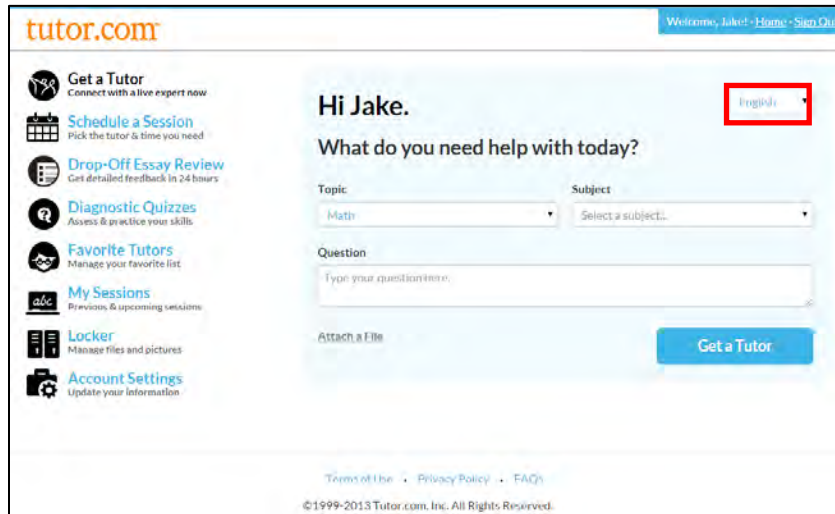 tutor.com
Welcome, Jake! · Home · Sign Ou
Get a Tutor
Connect with a live expert now
Schedule a Session
Pick the tutor & time you need
Drop-Off Essay Review
Get detailed feedback in 24 hours
Diagnostic Quizzes
Assess & practice your skills
Favorite Tutors
Manage your favorite list
abc
My Sessions
Previous & upcoming sessions
Locker
Manage files and pictures
Account Settings
Update your information
Hi Jake.
English
What do you need help with today?
Topic
Subject
Math
Select a subject...
Question
Type your question here.
Attach a File
Get a Tutor
Terms of Use • Privacy Policy • FAQs
©1999-2013 Tutor.com, Inc. All Rights Reserved.